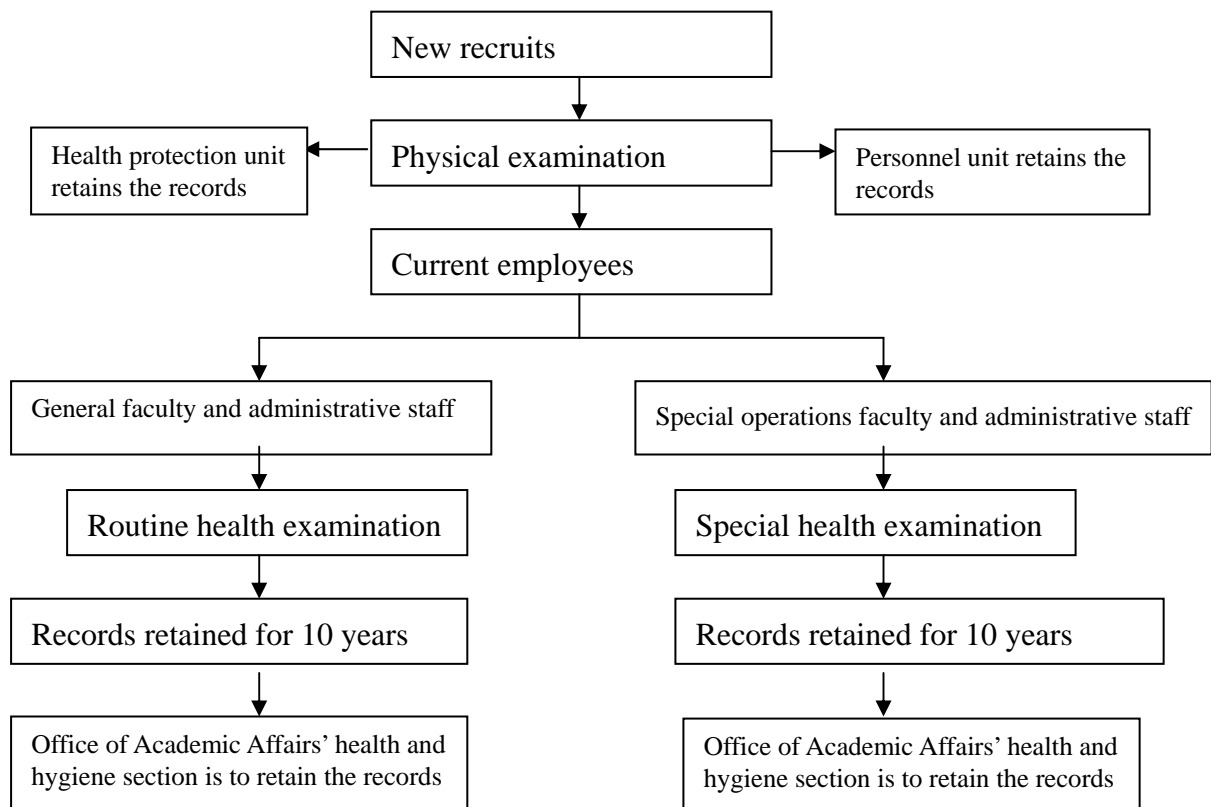 New recruits
Physical examination
Health protection unit
retains the records
Personnel unit retains the
records
Current employees
General faculty and administrative staff
Special operations faculty and administrative staff
Routine health examination
Special health examination
Records retained for 10 years
Records retained for 10 years
Office of Academic Affairs’ health and
hygiene section is to retain the records
Office of Academic Affairs’ health and
hygiene section is to retain the records